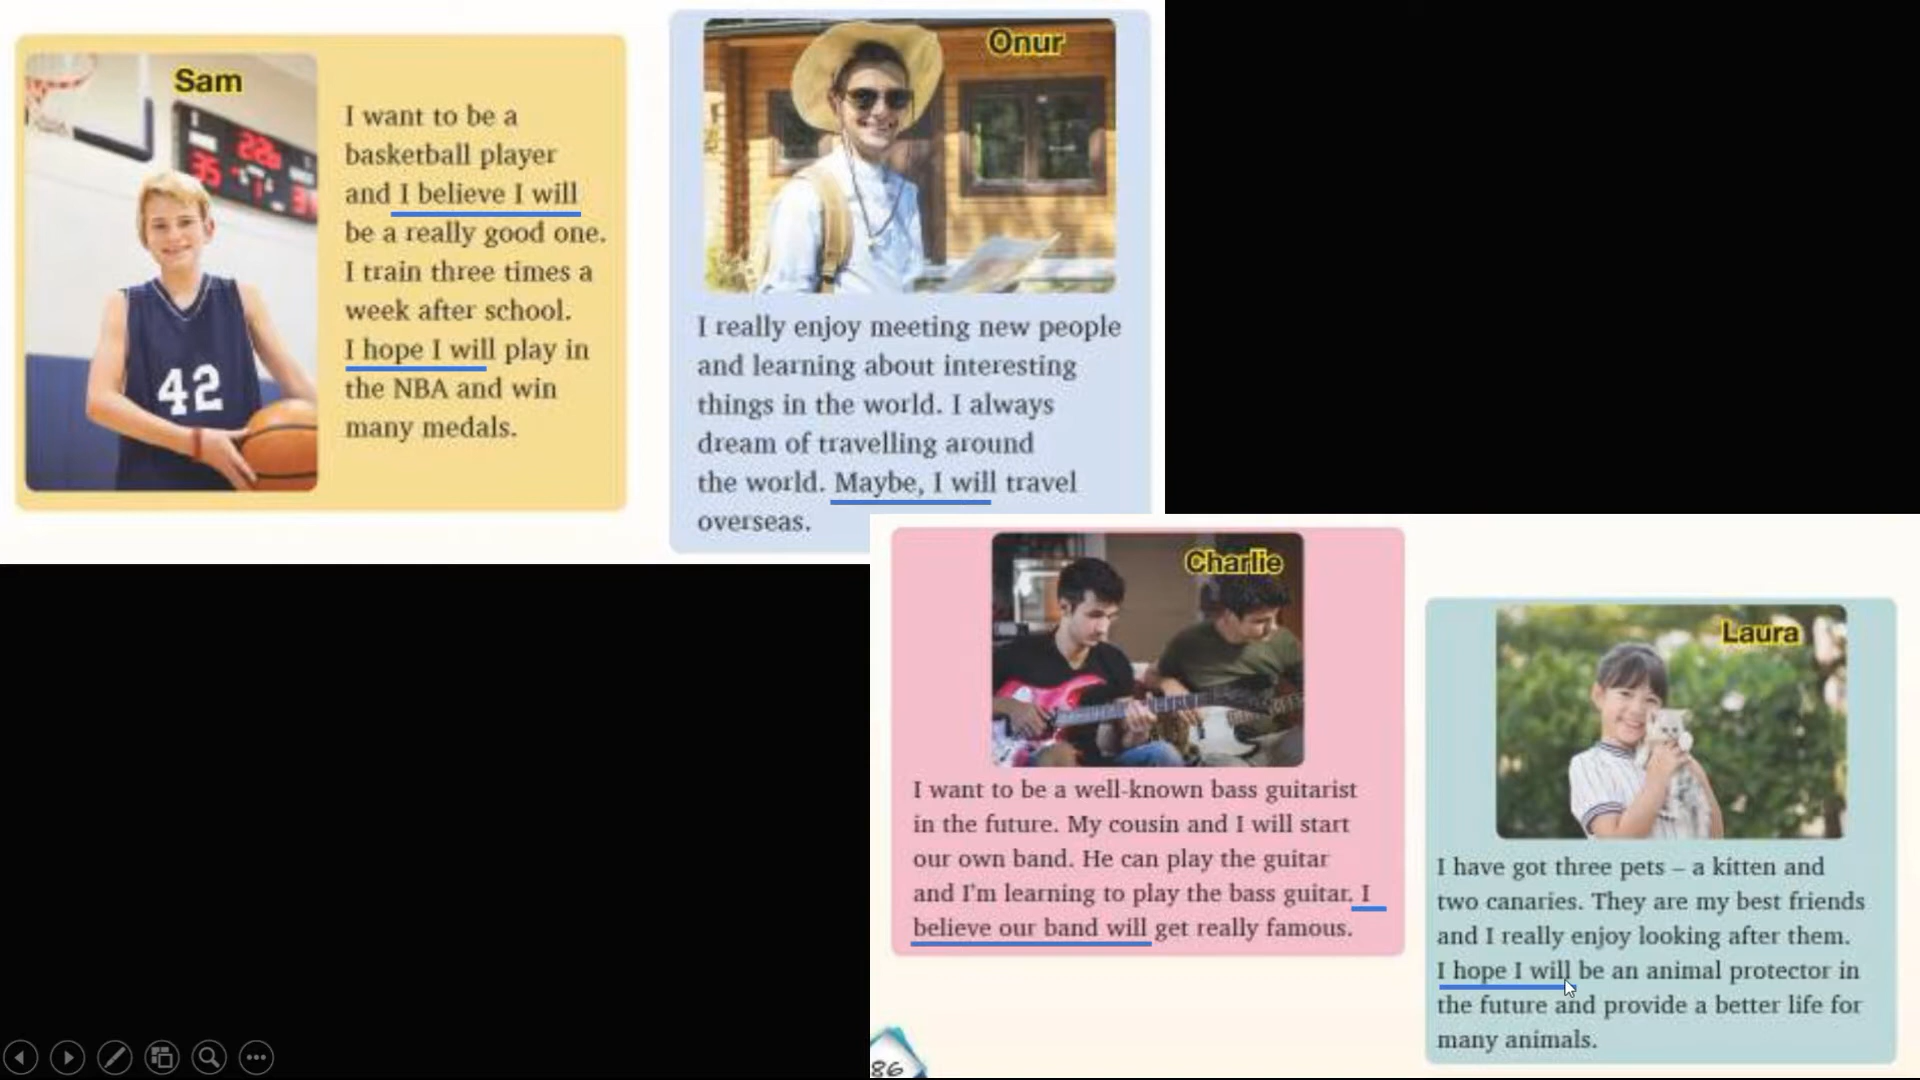 Sam
I want to be a
basketball player
and I believe I will
be a really good one.
I train three times a
week after school.
I hope I will play in
the NBA and win
many medals.
42
Onur
I really enjoy meeting new people
and learning about interesting
things in the world. I always
dream of travelling around
the world. Maybe, I will travel
overseas.
Charlie
I want to be a well-known bass guitarist
in the future. My cousin and I will start
our own band. He can play the guitar
and I'm learning to play the bass guitar. I
believe our band will get really famous.
Laura
I have got three pets – a kitten and
two canaries. They are my best friends
and I really enjoy looking after them.
I hope I will be an animal protector in
the future and provide a better life for
many animals.
86